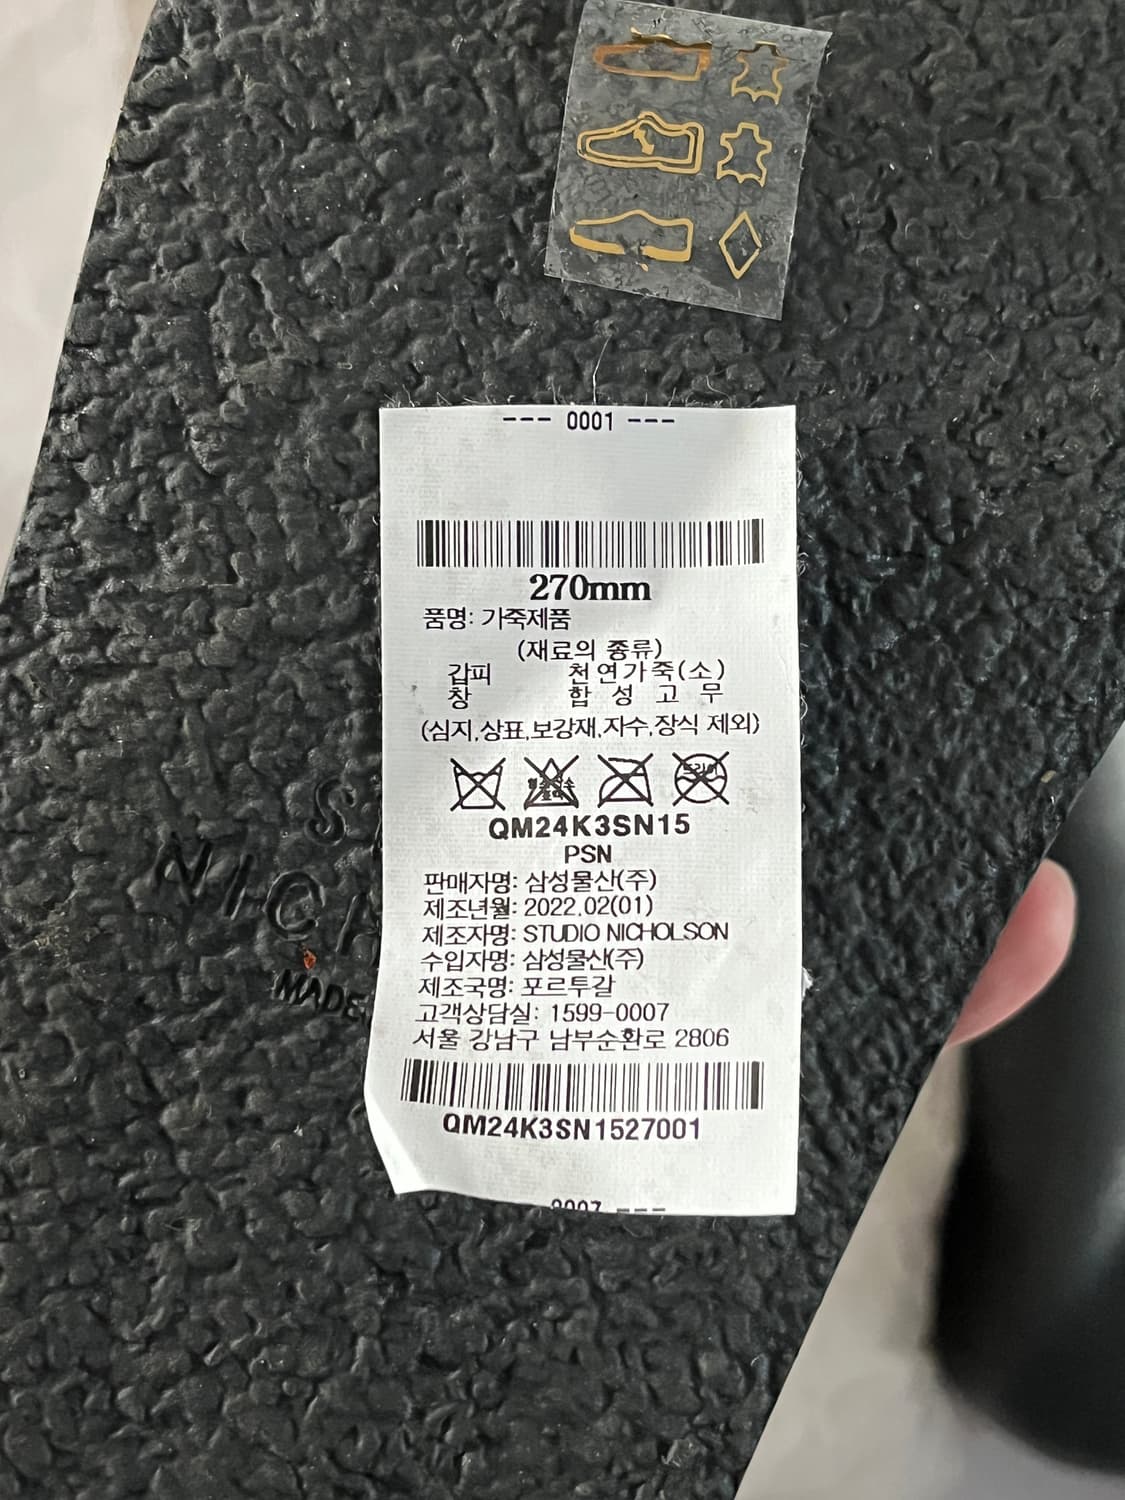 --- 0001 ---
270mm
품명: 가죽제품
(재료의 종류)
갑피 천연가죽(소)
창 합성고무
(심지,상표,보강재,자수,장식 제외)
드라이
QM24K3SN15
PSN
판매자명: 삼성물산(주)
제조년월: 2022.02(01)
제조자명: STUDIO NICHOLSON
수입자명: 삼성물산(주)
제조국명: 포르투갈
고객상담실: 1599-0007
서울 강남구 남부순환로 2806
QM24K3SN1527001
S
NICH
MADE